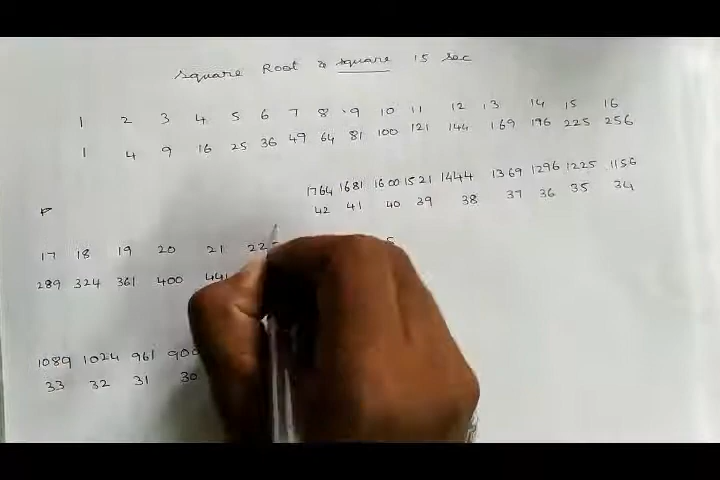 Square Root & square 15 sec
1 2 3 4 5 6 7 8 9 10 11 12 13 14 15 16
1 4 9 16 25 36 49 64 81 100 121 144 169 196 225 256
1764 1681 1600 1521 1444 1369 1296 1225 1156
42 41 40 39 38 37 36 35 34
17 18 19 20 21 22
289 324 361 400 441
1089 1024 961 900
33 32 31 30